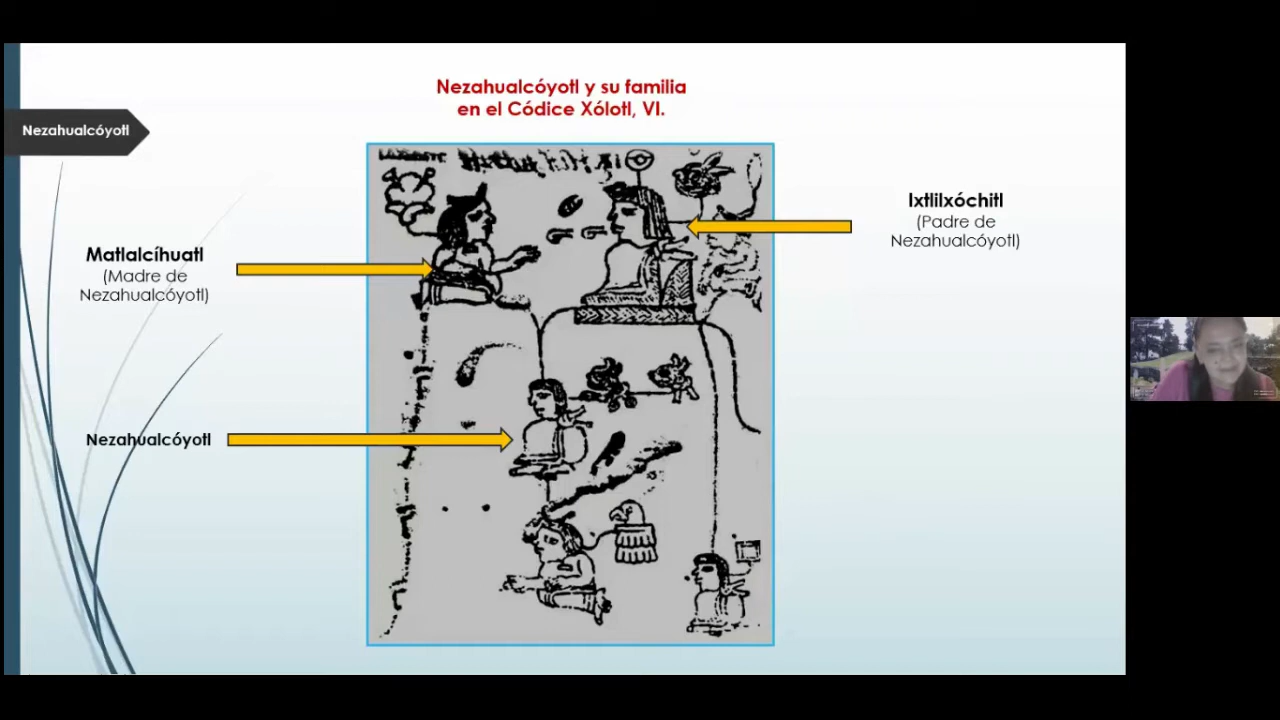 Nezahualcóyotl y su familia
en el Códice Xólotl, VI.
Nezahualcóyotl
Ixtlilxóchitl
(Padre de
Nezahualcóyotl)
Matlalcíhuatl
(Madre de
Nezahualcóyotl)
Nezahualcóyotl